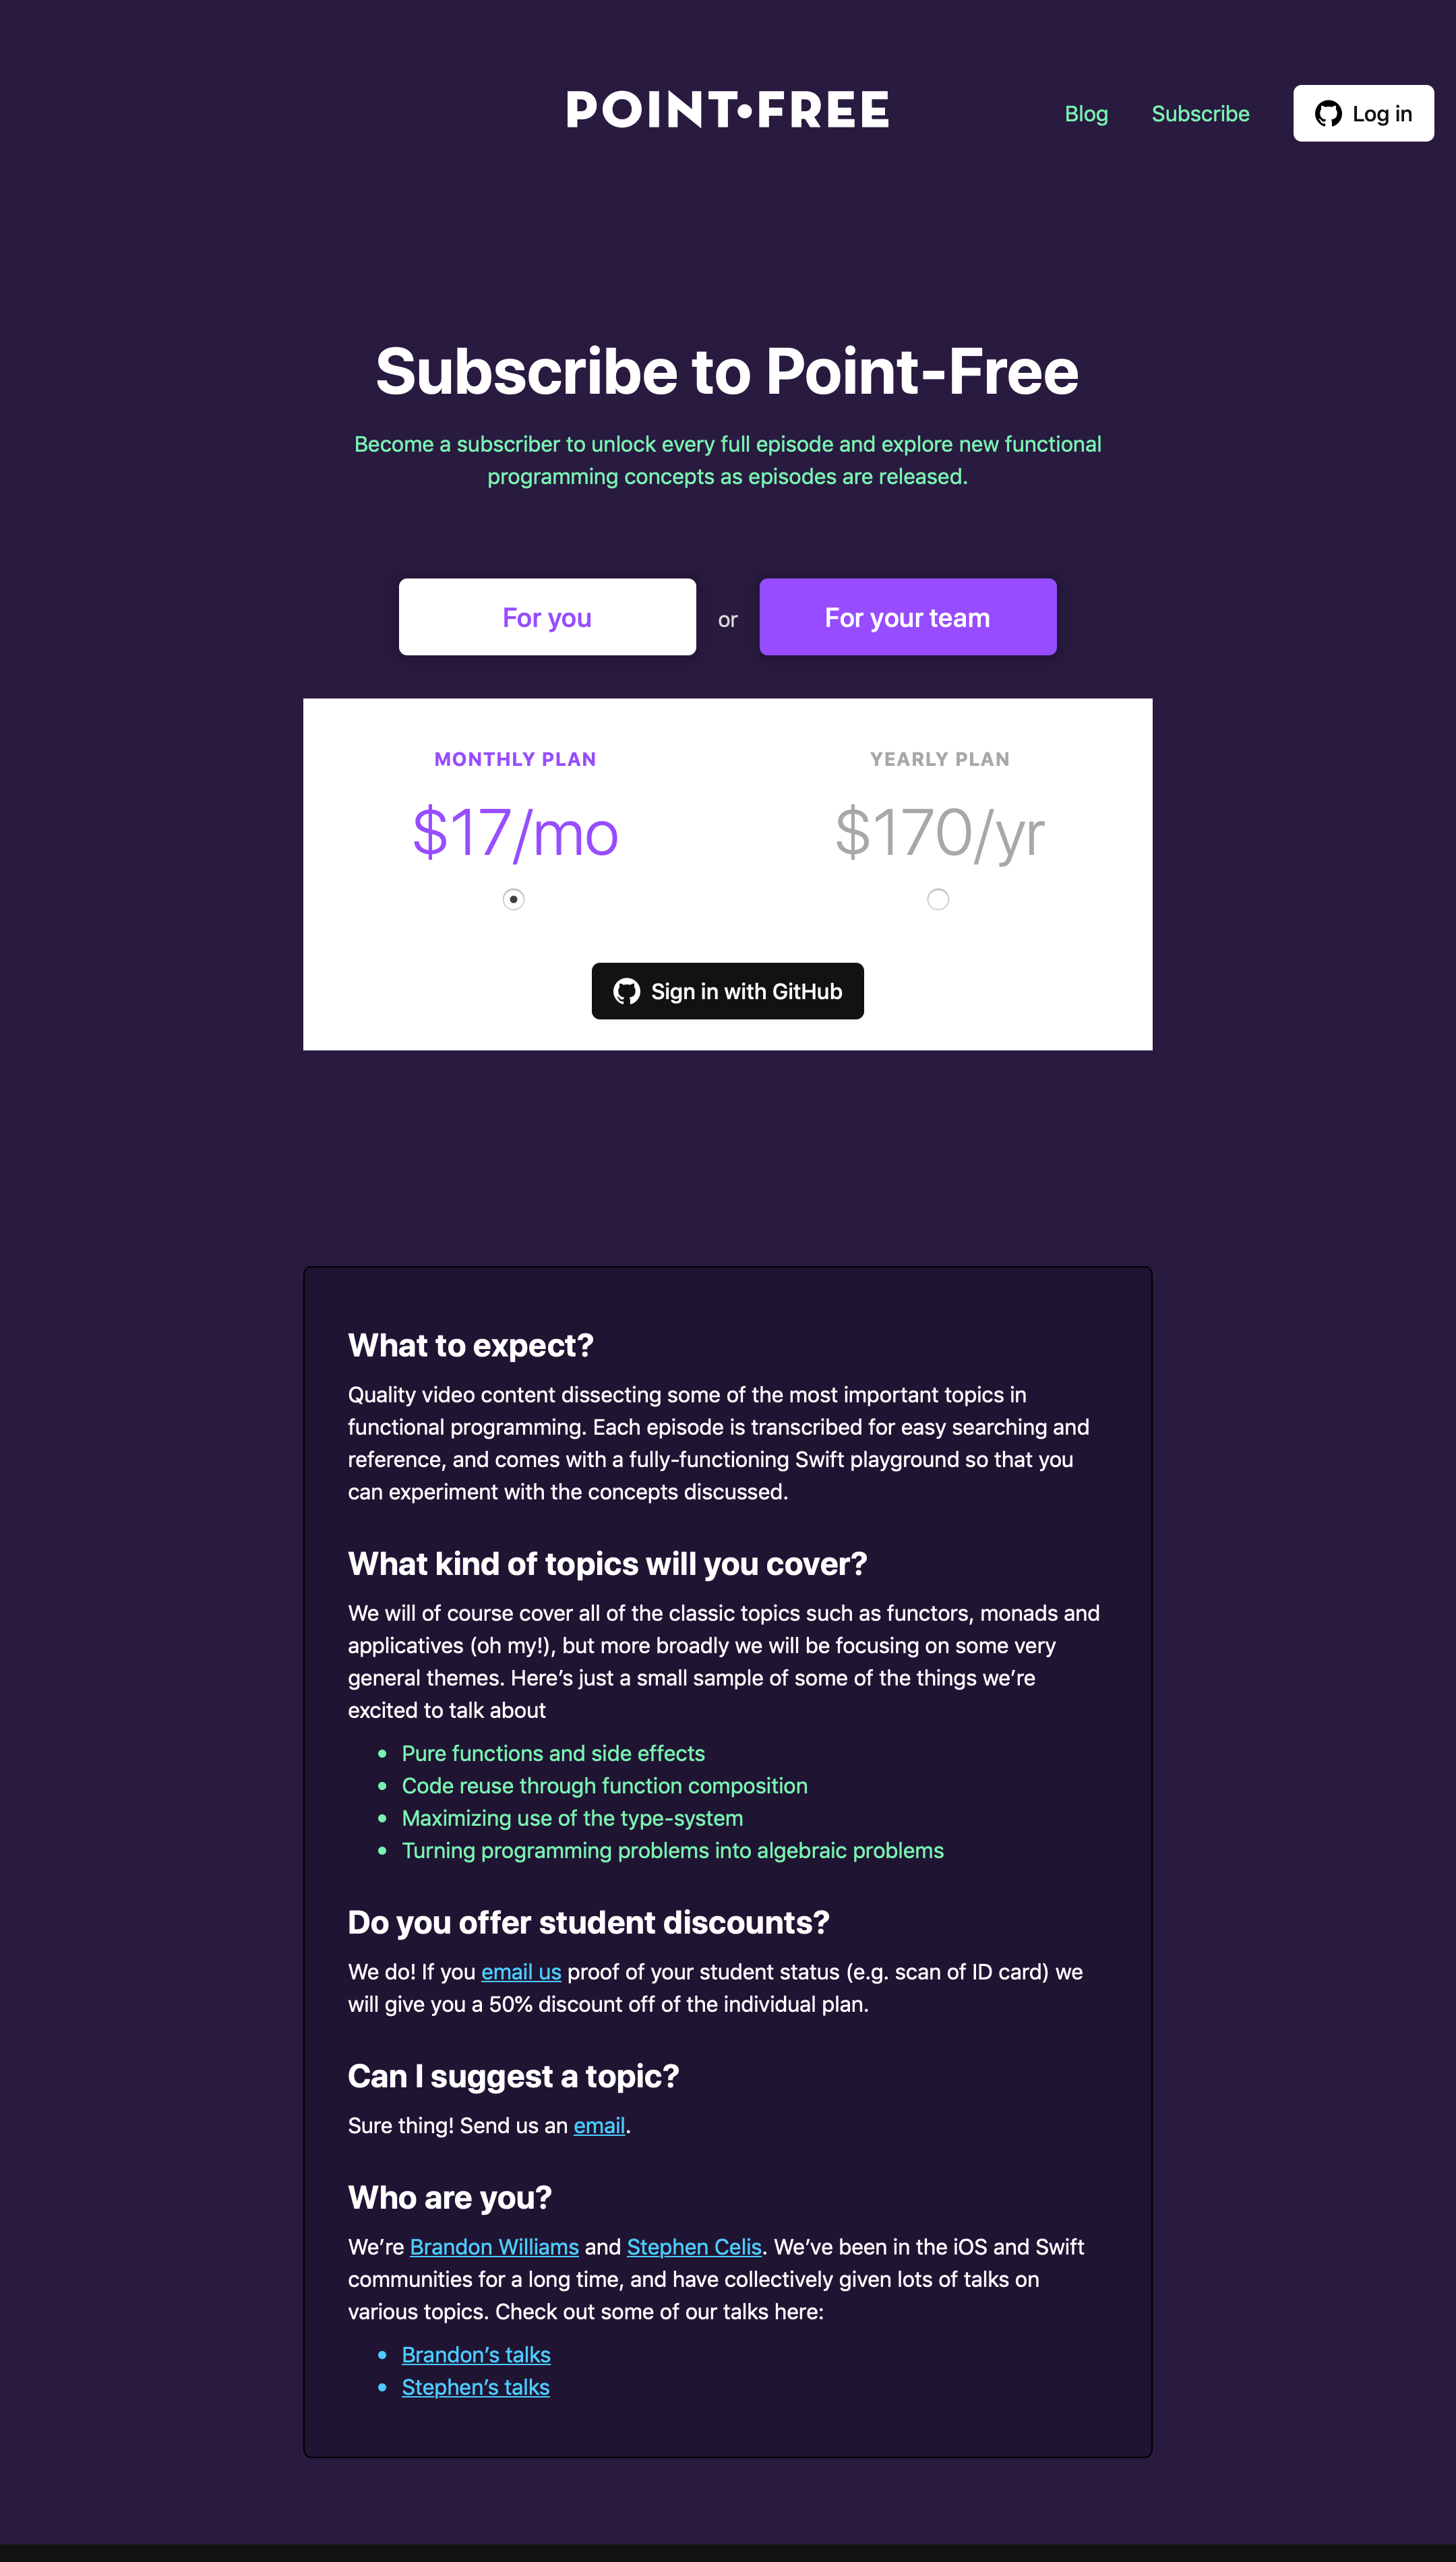 POINT•FREE
Blog
Subscribe
Log in
Subscribe to Point-Free
Become a subscriber to unlock every full episode and explore new functional
programming concepts as episodes are released.
For you
or
For your team
MONTHLY PLAN
$17/mo
YEARLY PLAN
$170/yr
Sign in with GitHub
What to expect?
Quality video content dissecting some of the most important topics in
functional programming. Each episode is transcribed for easy searching and
reference, and comes with a fully-functioning Swift playground so that you
can experiment with the concepts discussed.
What kind of topics will you cover?
We will of course cover all of the classic topics such as functors, monads and
applicatives (oh my!), but more broadly we will be focusing on some very
general themes. Here’s just a small sample of some of the things we’re
excited to talk about
• Pure functions and side effects
• Code reuse through function composition
• Maximizing use of the type-system
• Turning programming problems into algebraic problems
Do you offer student discounts?
We do! If you email us proof of your student status (e.g. scan of ID card) we
will give you a 50% discount off of the individual plan.
Can I suggest a topic?
Sure thing! Send us an email.
Who are you?
We’re Brandon Williams and Stephen Celis. We’ve been in the iOS and Swift
communities for a long time, and have collectively given lots of talks on
various topics. Check out some of our talks here:
• Brandon’s talks
• Stephen’s talks